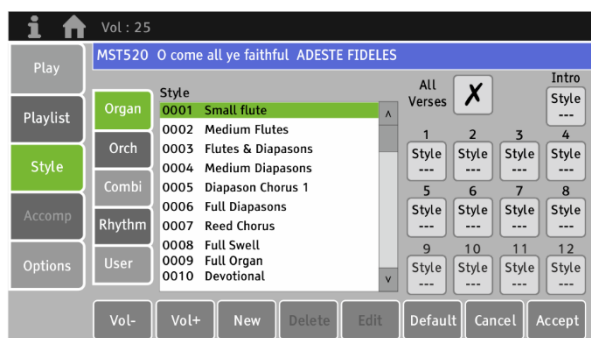 i Vol : 25
MST520 O come all ye faithful ADESTE FIDELES
Play
Playlist
Style
Accomp
Options
Organ
Orch
Combi
Rhythm
User
Style
0001 Small flute
0002 Medium Flutes
0003 Flutes & Diapasons
0004 Medium Diapasons
0005 Diapason Chorus 1
0006 Full Diapasons
0007 Reed Chorus
0008 Full Swell
0009 Full Organ
0010 Devotional
All
Verses
✗
Intro
Style
---
1 2 3 4
Style Style Style Style
--- --- --- ---
5 6 7 8
Style Style Style Style
--- --- --- ---
9 10 11 12
Style Style Style Style
--- --- --- ---
Vol- Vol+ New Delete Edit Default Cancel Accept